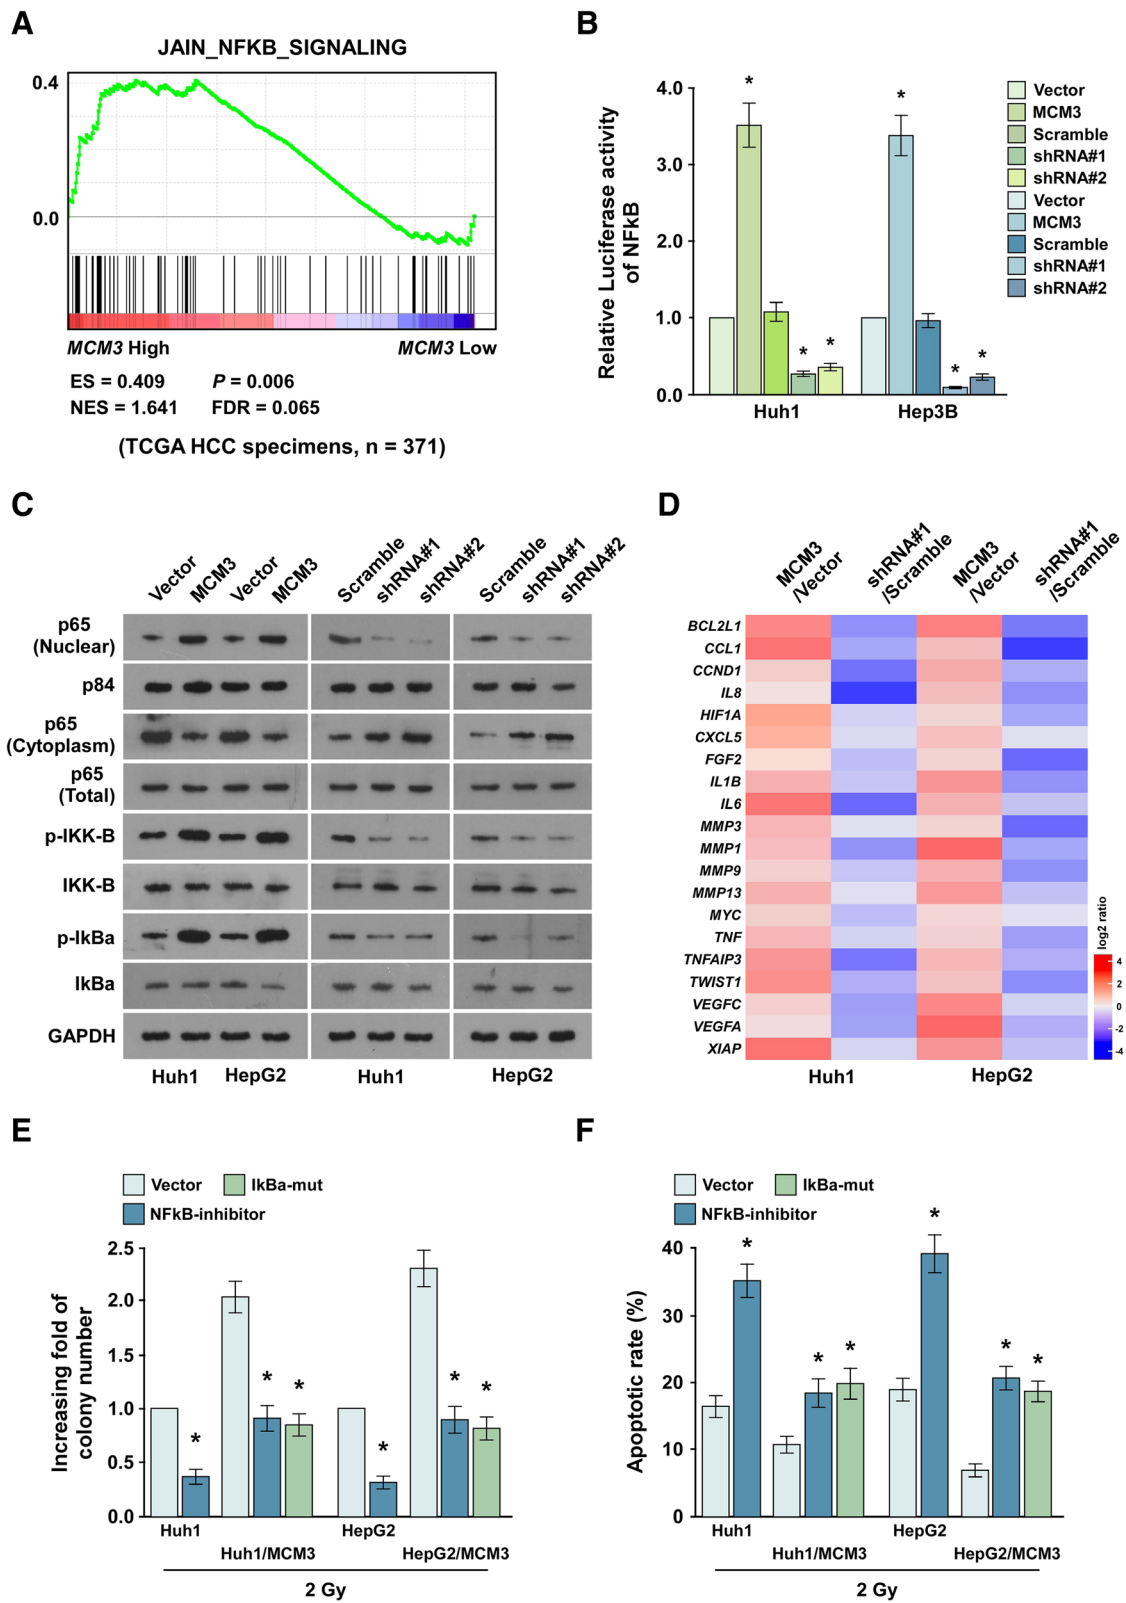 A
JAIN_NFKB_SIGNALING
0.4
0.0
MCM3 High
MCM3 Low
ES = 0.409
P = 0.006
NES = 1.641
FDR = 0.065
(TCGA HCC specimens, n = 371)
B
Relative Luciferase activity
of NFkB
4.0
3.0
2.0
1.0
0.0
*
*
*
*
*
*
Huh1
Hep3B
Vector
MCM3
Scramble
shRNA#1
shRNA#2
Vector
MCM3
Scramble
shRNA#1
shRNA#2
C
Vector
MCM3
Vector
MCM3
Scramble
shRNA#1
shRNA#2
Scramble
shRNA#1
shRNA#2
p65
(Nuclear)
p84
p65
(Cytoplasm)
p65
(Total)
p-IKK-B
IKK-B
p-IkBa
IkBa
GAPDH
Huh1
HepG2
Huh1
HepG2
D
MCM3
/Vector
shRNA#1
/Scramble
MCM3
/Vector
shRNA#1
/Scramble
BCL2L1
CCL1
CCND1
IL8
HIF1A
CXCL5
FGF2
IL1B
IL6
MMP3
MMP1
MMP9
MMP13
MYC
TNF
TNFAIP3
TWIST1
VEGFC
VEGFA
XIAP
Huh1
HepG2
log2 ratio
4
2
0
-2
-4
E
Vector
IkBa-mut
NFkB-inhibitor
Increasing fold of
colony number
2.5
2.0
1.5
1.0
0.5
0.0
*
*
*
*
*
*
Huh1
HepG2
Huh1/MCM3
HepG2/MCM3
2 Gy
F
Vector
IkBa-mut
NFkB-inhibitor
Apoptotic rate (%)
40
30
20
10
0
*
*
*
*
*
*
Huh1
HepG2
Huh1/MCM3
HepG2/MCM3
2 Gy